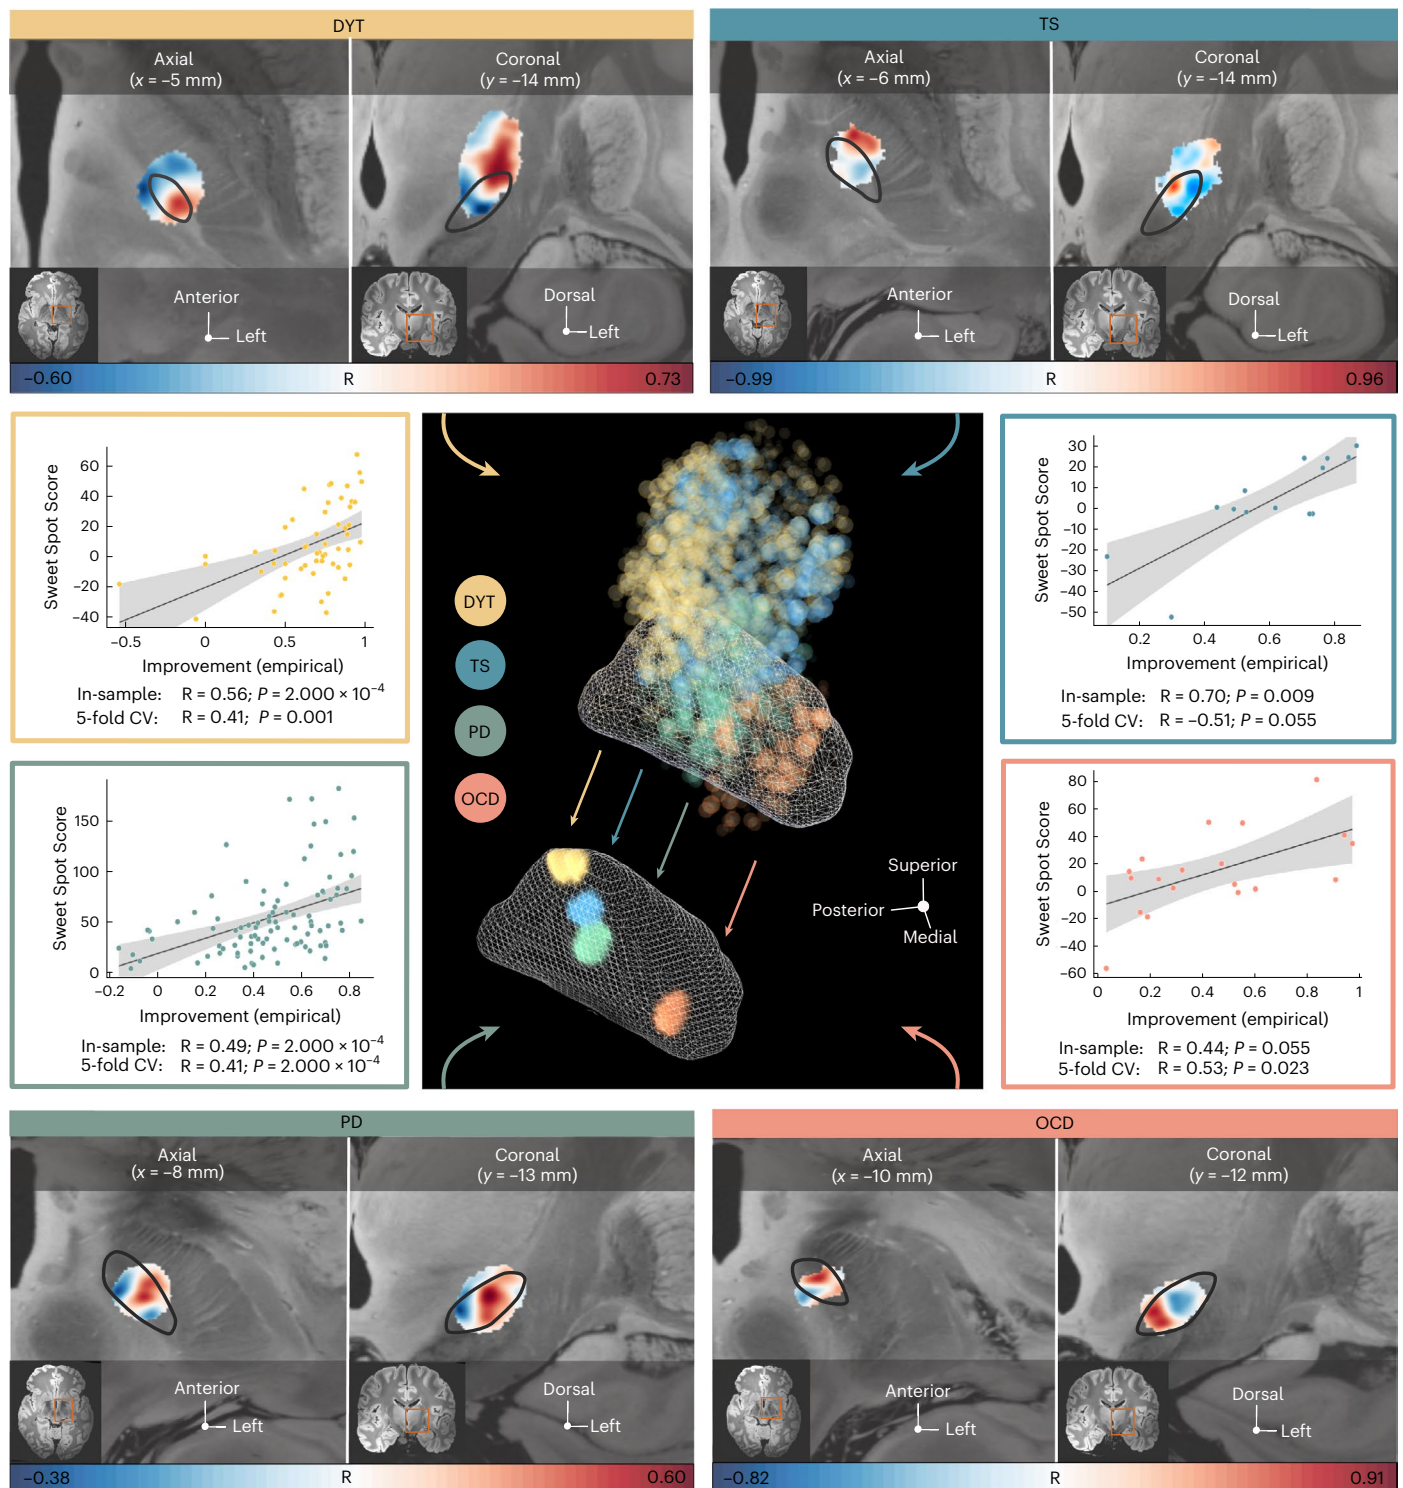 DYT
Axial
(x = –5 mm)
Coronal
(y = –14 mm)
Anterior
Left
Dorsal
Left
–0.60
R
0.73
TS
Axial
(x = –6 mm)
Coronal
(y = –14 mm)
Anterior
Left
Dorsal
Left
–0.99
R
0.96
Sweet Spot Score
60
40
20
0
–20
–40
–0.5
0
0.5
1
Improvement (empirical)
In-sample: R = 0.56; P = 2.000 × 10⁻⁴
5-fold CV: R = 0.41; P = 0.001
DYT
TS
PD
OCD
Superior
Posterior
Medial
Sweet Spot Score
30
20
10
0
–10
–20
–30
–40
–50
0.2
0.4
0.6
0.8
Improvement (empirical)
In-sample: R = 0.70; P = 0.009
5-fold CV: R = –0.51; P = 0.055
Sweet Spot Score
150
100
50
0
–0.2
0
0.2
0.4
0.6
0.8
Improvement (empirical)
In-sample: R = 0.49; P = 2.000 × 10⁻⁴
5-fold CV: R = 0.41; P = 2.000 × 10⁻⁴
Sweet Spot Score
80
60
40
20
0
–20
–40
–60
0
0.2
0.4
0.6
0.8
1
Improvement (empirical)
In-sample: R = 0.44; P = 0.055
5-fold CV: R = 0.53; P = 0.023
PD
Axial
(x = –8 mm)
Coronal
(y = –13 mm)
Anterior
Left
Dorsal
Left
–0.38
R
0.60
OCD
Axial
(x = –10 mm)
Coronal
(y = –12 mm)
Anterior
Left
Dorsal
Left
–0.82
R
0.91